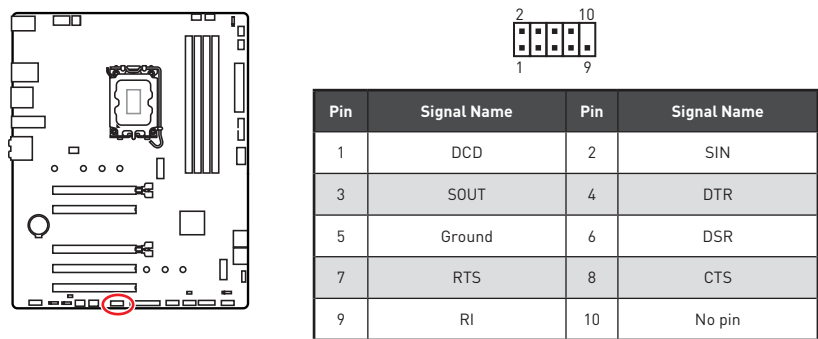 2 10
1 9
Pin Signal Name Pin Signal Name
1 DCD 2 SIN
3 SOUT 4 DTR
5 Ground 6 DSR
7 RTS 8 CTS
9 RI 10 No pin